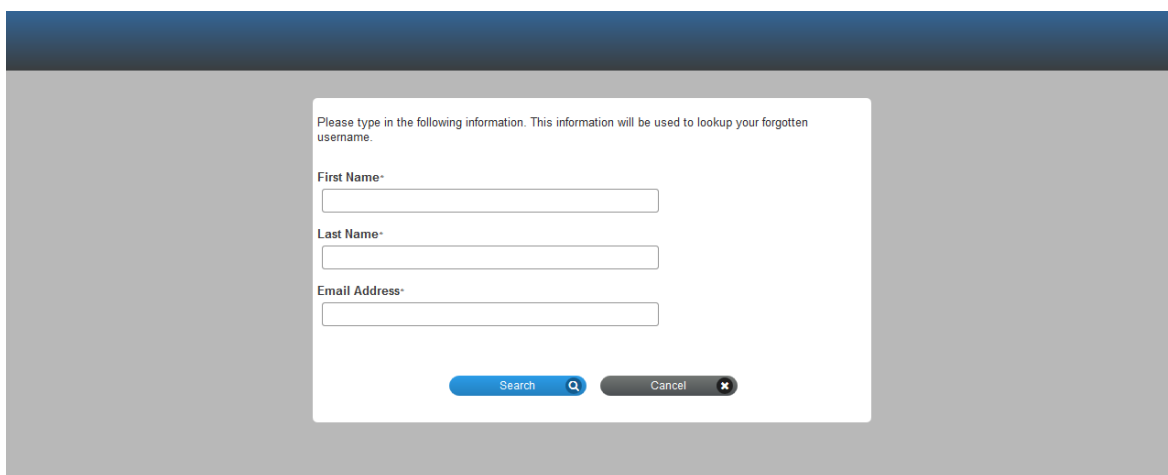 Please type in the following information. This information will be used to lookup your forgotten
username.
First Name*
Last Name*
Email Address*
Search
Cancel